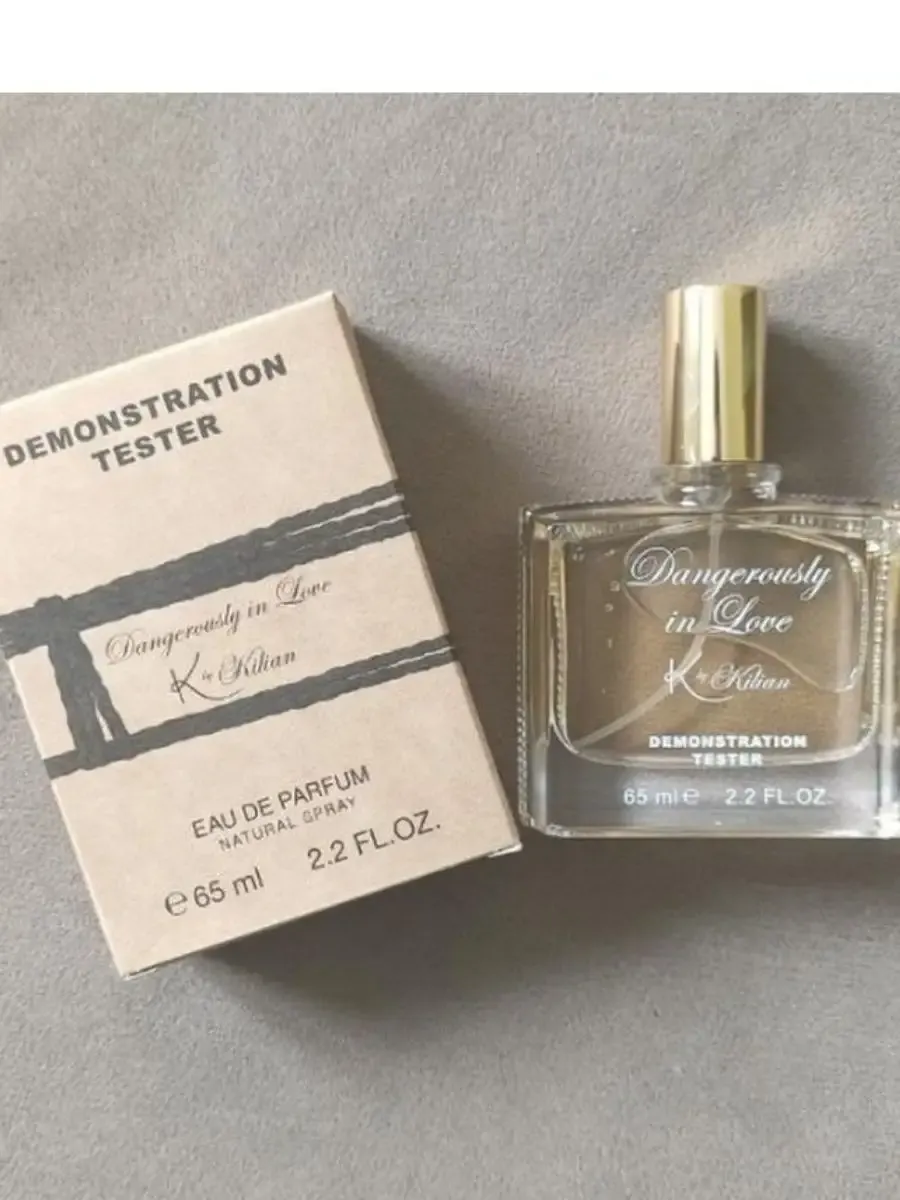 DEMONSTRATION
TESTER
Dangerously in Love
K by Kilian
EAU DE PARFUM
NATURAL SPRAY
℮ 65 ml 2.2 FL.OZ.
Dangerously
in Love
K by Kilian
DEMONSTRATION
TESTER
65 ml ℮ 2.2 FL.OZ.